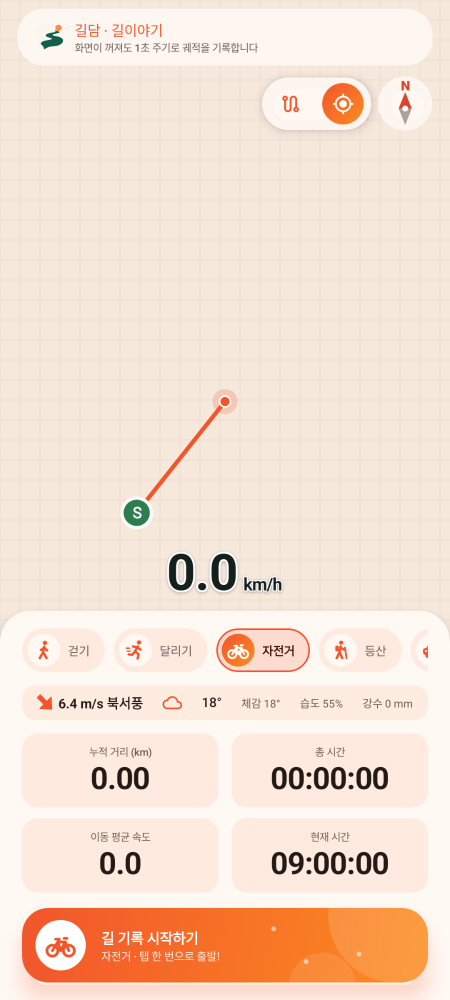 길담 · 길이야기
화면이 꺼져도 1초 주기로 궤적을 기록합니다
N
S
0.0 km/h
걷기 달리기 자전거 등산
6.4 m/s 북서풍 18° 체감 18° 습도 55% 강수 0 mm
누적 거리 (km) 총 시간
0.00 00:00:00
이동 평균 속도 현재 시간
0.0 09:00:00
길 기록 시작하기
자전거 · 탭 한 번으로 출발!